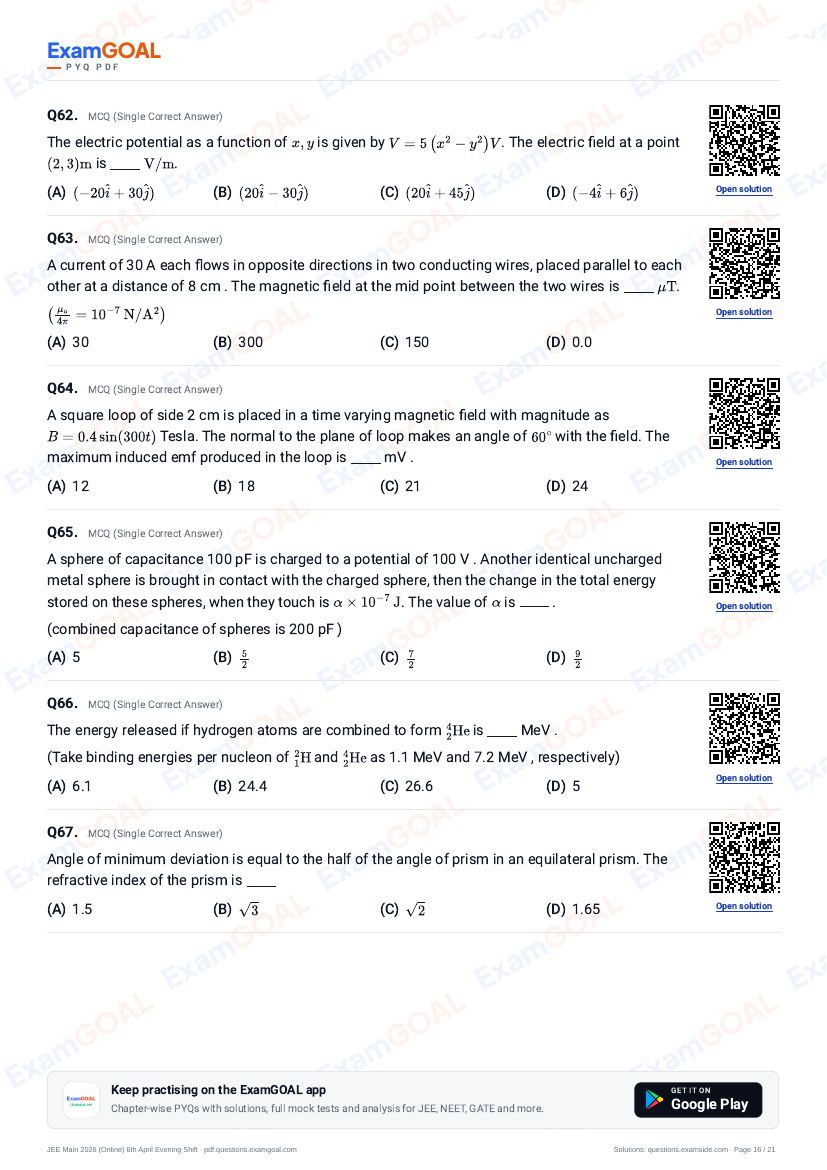 ExamGOAL
PYQ PDF
Q62. MCQ (Single Correct Answer)
The electric potential as a function of x, y is given by V = 5 (x² − y²) V. The electric field at a point
(2, 3)m is ____ V/m.
(A) (−20î + 30ĵ) (B) (20î − 30ĵ) (C) (20î + 45ĵ) (D) (−4î + 6ĵ)
Open solution
Q63. MCQ (Single Correct Answer)
A current of 30 A each flows in opposite directions in two conducting wires, placed parallel to each
other at a distance of 8 cm . The magnetic field at the mid point between the two wires is ____ μT.
(μ₀/4π = 10⁻⁷ N/A²)
(A) 30 (B) 300 (C) 150 (D) 0.0
Open solution
Q64. MCQ (Single Correct Answer)
A square loop of side 2 cm is placed in a time varying magnetic field with magnitude as
B = 0.4 sin(300t) Tesla. The normal to the plane of loop makes an angle of 60° with the field. The
maximum induced emf produced in the loop is ____ mV .
(A) 12 (B) 18 (C) 21 (D) 24
Open solution
Q65. MCQ (Single Correct Answer)
A sphere of capacitance 100 pF is charged to a potential of 100 V . Another identical uncharged
metal sphere is brought in contact with the charged sphere, then the change in the total energy
stored on these spheres, when they touch is α × 10⁻⁷ J. The value of α is ____ .
(combined capacitance of spheres is 200 pF )
(A) 5 (B) 5/2 (C) 7/2 (D) 9/2
Open solution
Q66. MCQ (Single Correct Answer)
The energy released if hydrogen atoms are combined to form ⁴₂He is ____ MeV .
(Take binding energies per nucleon of ²₁H and ⁴₂He as 1.1 MeV and 7.2 MeV , respectively)
(A) 6.1 (B) 24.4 (C) 26.6 (D) 5
Open solution
Q67. MCQ (Single Correct Answer)
Angle of minimum deviation is equal to the half of the angle of prism in an equilateral prism. The
refractive index of the prism is ____
(A) 1.5 (B) √3 (C) √2 (D) 1.65
Open solution
ExamGOAL
Keep practising on the ExamGOAL app
Chapter-wise PYQs with solutions, full mock tests and analysis for JEE, NEET, GATE and more.
GET IT ON
Google Play
JEE Main 2026 (Online) 6th April Evening Shift · pdf.questions.examgoal.com
Solutions: questions.examside.com · Page 16 / 21